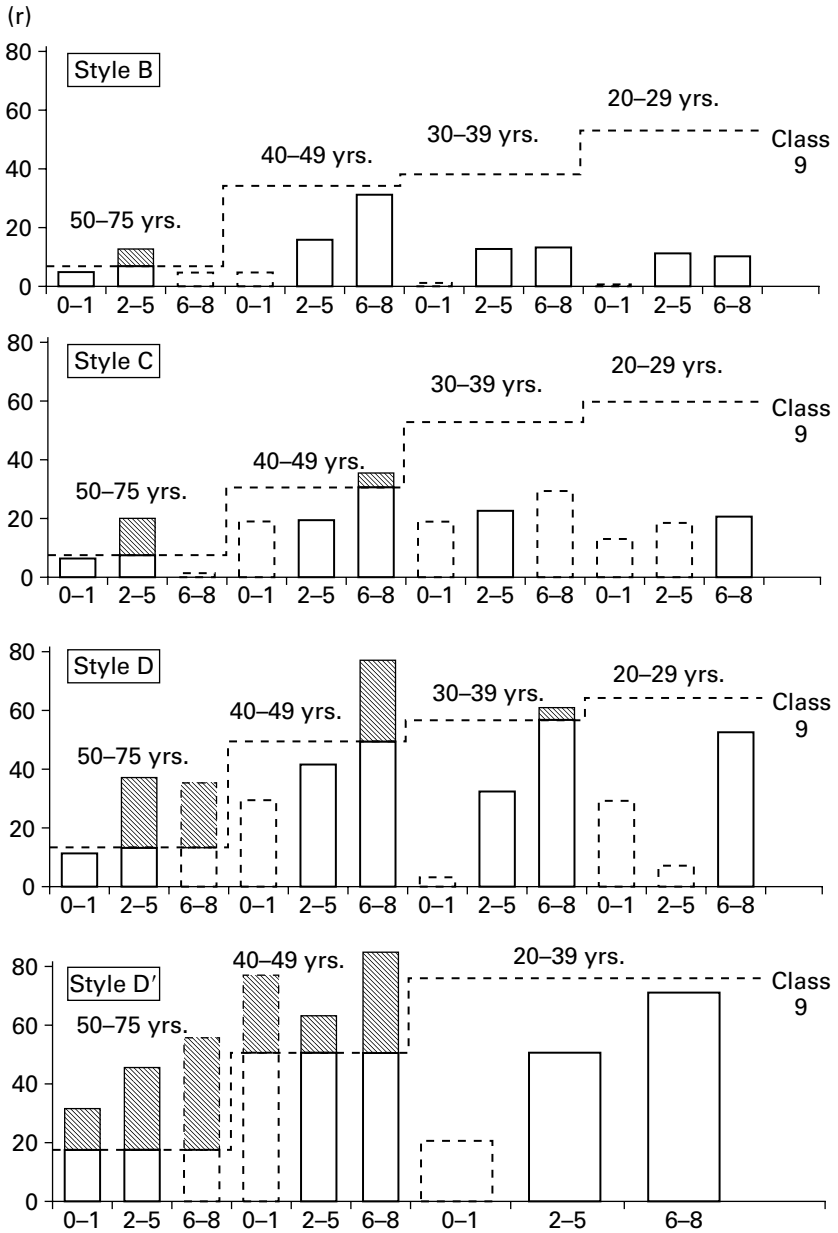 (r)
80
Style B
20–29 yrs.
60
30–39 yrs.
Class
9
40–49 yrs.
40
50–75 yrs.
20
0
0–1 2–5 6–8 0–1 2–5 6–8 0–1 2–5 6–8 0–1 2–5 6–8
80
Style C
20–29 yrs.
30–39 yrs.
60
Class
9
40–49 yrs.
40
50–75 yrs.
20
0
0–1 2–5 6–8 0–1 2–5 6–8 0–1 2–5 6–8 0–1 2–5 6–8
80
Style D
20–29 yrs.
30–39 yrs.
40–49 yrs.
60
Class
9
50–75 yrs.
40
20
0
0–1 2–5 6–8 0–1 2–5 6–8 0–1 2–5 6–8 0–1 2–5 6–8
80
40–49 yrs.
20–39 yrs.
Style D′
Class
9
50–75 yrs.
60
40
20
0
0–1 2–5 6–8 0–1 2–5 6–8 0–1 2–5 6–8